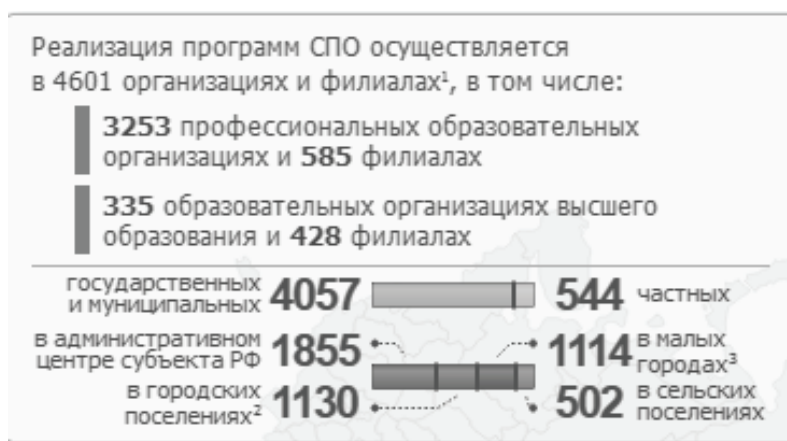 Реализация программ СПО осуществляется
в 4601 организациях и филиалах¹, в том числе:
3253 профессиональных образовательных
организациях и 585 филиалах
335 образовательных организациях высшего
образования и 428 филиалах
государственных
и муниципальных 4057 544 частных
в административном
центре субъекта РФ 1855 1114 в малых
городах³
в городских
поселениях² 1130 502 в сельских
поселениях